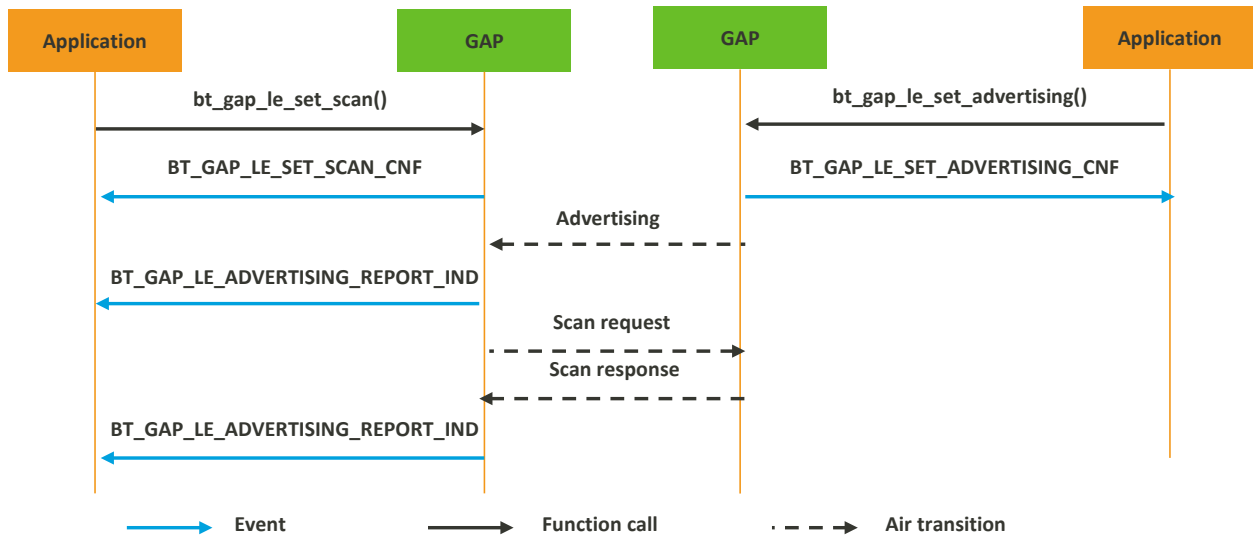 Application
GAP
GAP
Application
bt_gap_le_set_scan()
bt_gap_le_set_advertising()
BT_GAP_LE_SET_SCAN_CNF
BT_GAP_LE_SET_ADVERTISING_CNF
Advertising
BT_GAP_LE_ADVERTISING_REPORT_IND
Scan request
Scan response
BT_GAP_LE_ADVERTISING_REPORT_IND
Event
Function call
Air transition